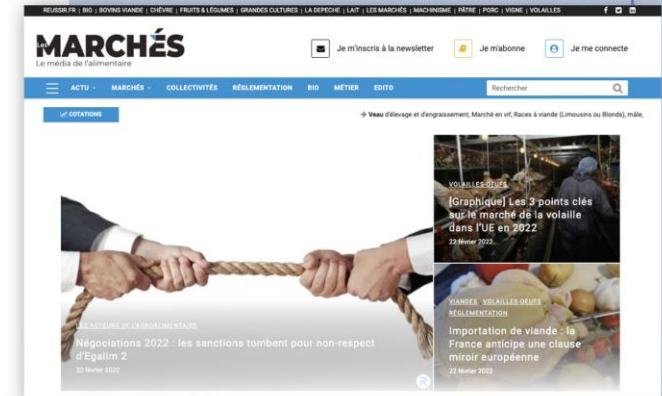 REUSSIR.FR | BIO | BOVINS VIANDE | CHÈVRE | FRUITS & LÉGUMES | GRANDES CULTURES | LA DEPECHE | LAIT | LES MARCHÉS | MACHINISME | PÂTRE | PORC | VIGNE | VOLAILLES
Les
MARCHÉS
Le média de l'alimentaire
Je m'inscris à la newsletter
Je m'abonne
Je me connecte
ACTU MARCHÉS COLLECTIVITÉS RÉGLEMENTATION BIO MÉTIER EDITO
Rechercher
COTATIONS
→ Veau d'élevage et d'engraissement, Marché en vif, Races à viande (Limousins ou Blonds), mâle,
LES ACTEURS DE L'AGROALIMENTAIRE
Négociations 2022 : les sanctions tombent pour non-respect
d'Egalim 2
22 février 2022
VOLAILLES-OEUFS
[Graphique] Les 3 points clés
sur le marché de la volaille
dans l'UE en 2022
22 février 2022
VIANDES VOLAILLES-OEUFS
RÉGLEMENTATION
Importation de viande : la
France anticipe une clause
miroir européenne
22 février 2022